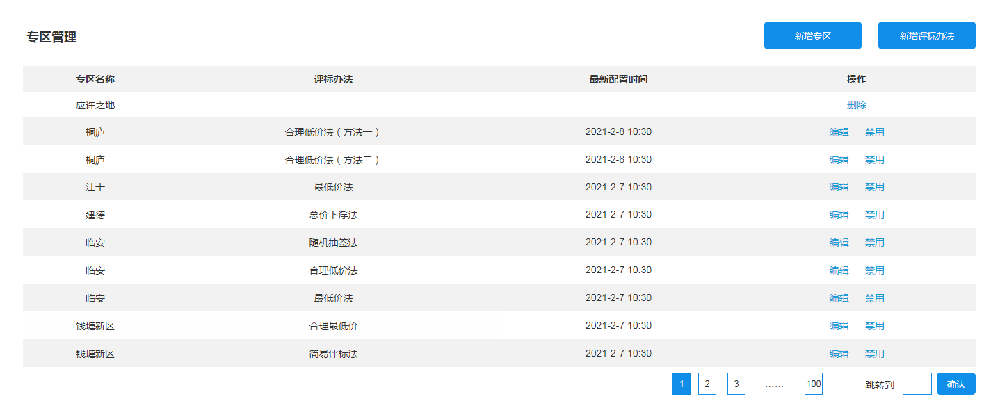 专区管理 新增专区 新增评标办法
专区名称 评标办法 最新配置时间 操作
应许之地 删除
桐庐 合理低价法（方法一） 2021-2-8 10:30 编辑 禁用
桐庐 合理低价法（方法二） 2021-2-8 10:30 编辑 禁用
江干 最低价法 2021-2-7 10:30 编辑 禁用
建德 总价下浮法 2021-2-7 10:30 编辑 禁用
临安 随机抽签法 2021-2-7 10:30 编辑 禁用
临安 合理低价法 2021-2-7 10:30 编辑 禁用
临安 最低价法 2021-2-7 10:30 编辑 禁用
钱塘新区 合理最低价 2021-2-7 10:30 编辑 禁用
钱塘新区 简易评标法 2021-2-7 10:30 编辑 禁用
1 2 3 …… 100 跳转到 确认